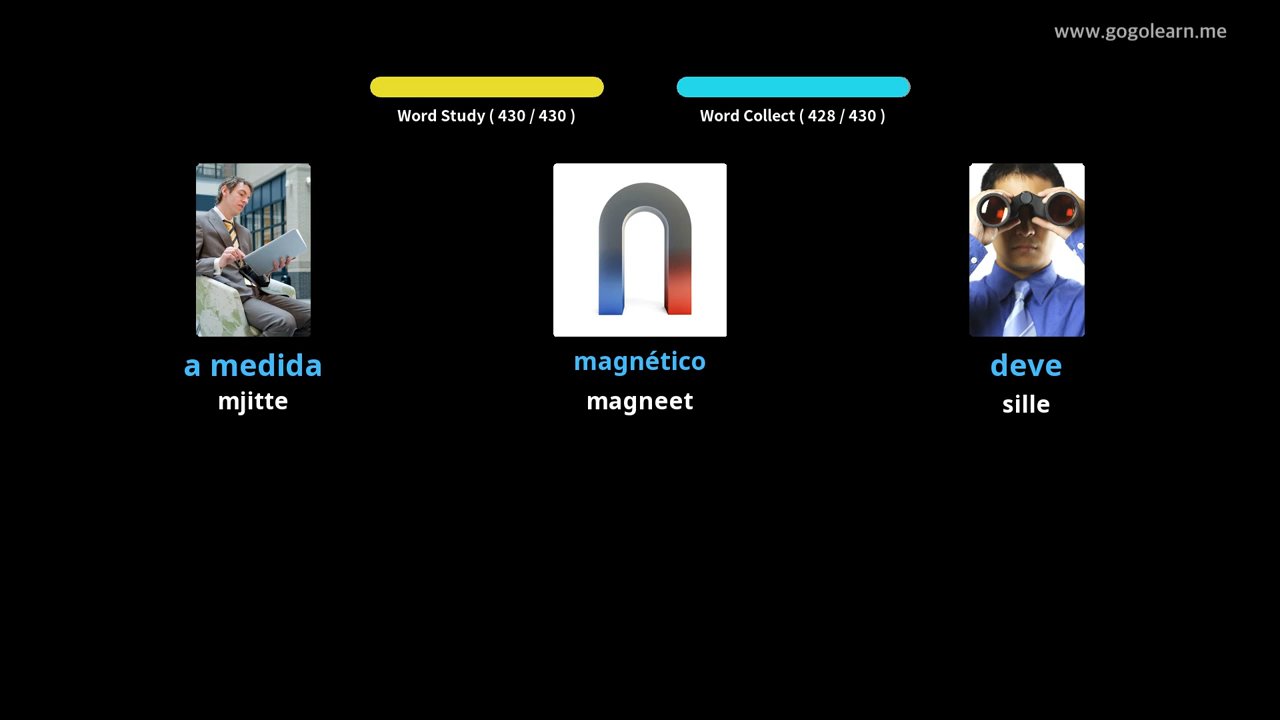 www.gogolearn.me
Word Study ( 430 / 430 )
Word Collect ( 428 / 430 )
a medida
magnético
deve
mjitte
magneet
sille